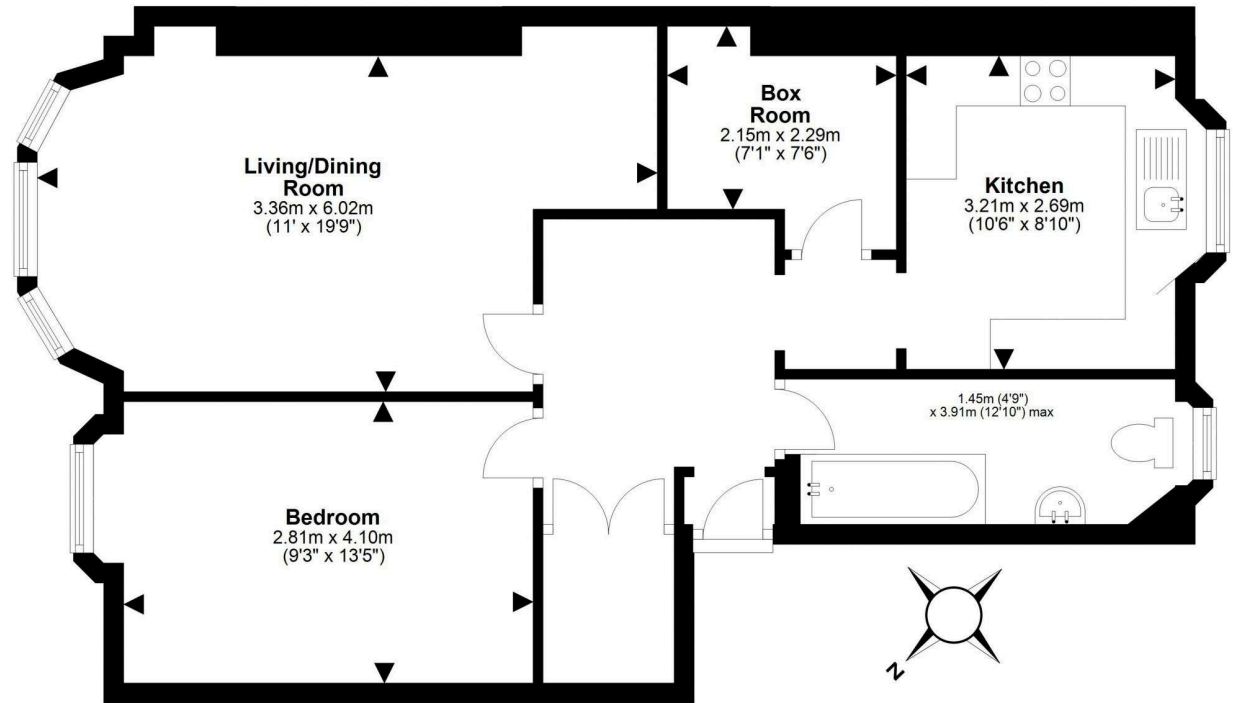 Living/Dining
Room
3.36m x 6.02m
(11' x 19'9")
Box
Room
2.15m x 2.29m
(7'1" x 7'6")
Kitchen
3.21m x 2.69m
(10'6" x 8'10")
1.45m (4'9")
x 3.91m (12'10") max
Bedroom
2.81m x 4.10m
(9'3" x 13'5")
N